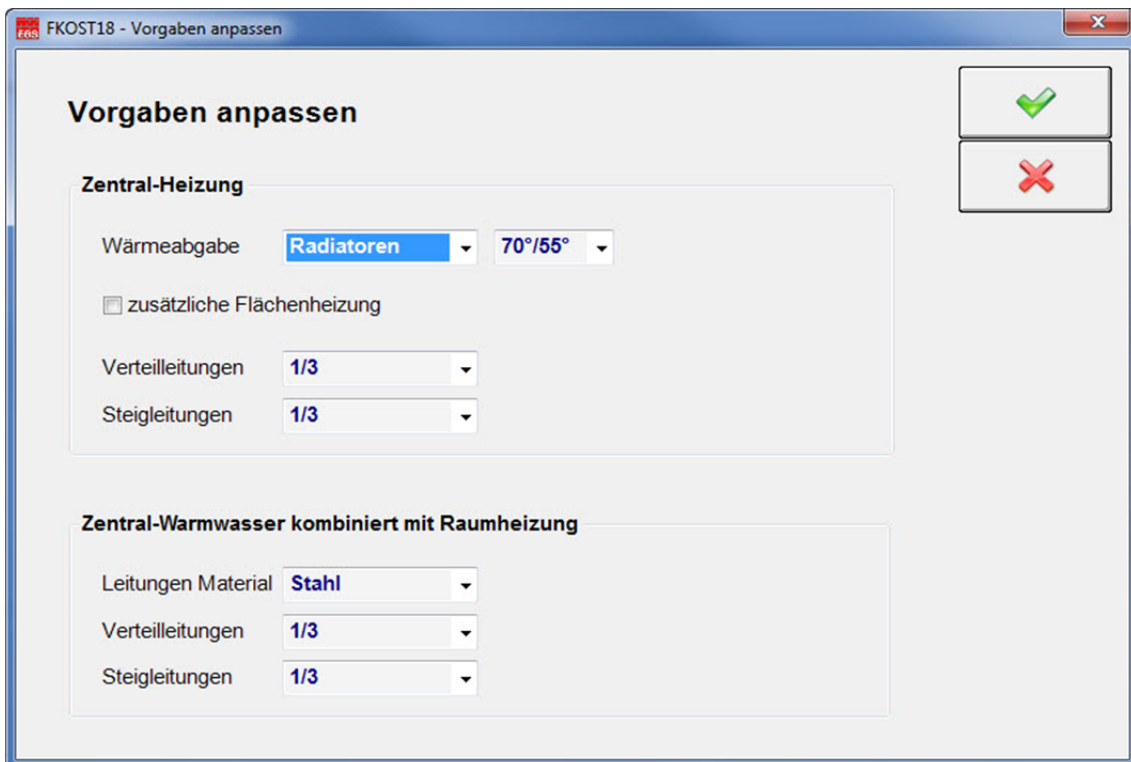 EBS FKOST18 - Vorgaben anpassen
Vorgaben anpassen
Zentral-Heizung
Wärmeabgabe Radiatoren 70°/55°
zusätzliche Flächenheizung
Verteilleitungen 1/3
Steigleitungen 1/3
Zentral-Warmwasser kombiniert mit Raumheizung
Leitungen Material Stahl
Verteilleitungen 1/3
Steigleitungen 1/3